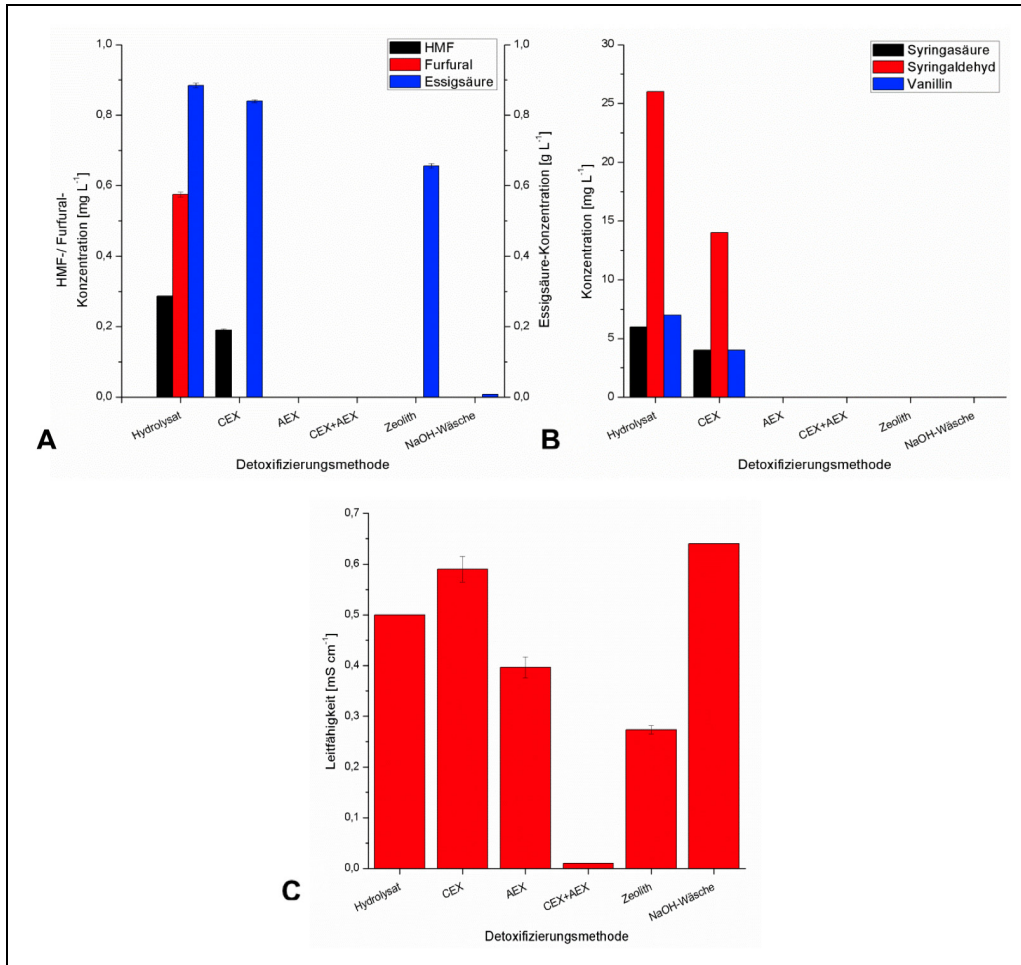 HMF
Furfural
Essigsäure
1,0
0,8
0,6
0,4
0,2
0,0
HMF-/ Furfural-
Konzentration [mg L⁻¹]
1,0
0,8
0,6
0,4
0,2
0,0
Essigsäure-Konzentration [g L⁻¹]
Hydrolysat
CEX
AEX
CEX+AEX
Zeolith
NaOH-Wäsche
Detoxifizierungsmethode
A
Syringasäure
Syringaldehyd
Vanillin
30
25
20
15
10
5
0
Konzentration [mg L⁻¹]
Hydrolysat
CEX
AEX
CEX+AEX
Zeolith
NaOH-Wäsche
Detoxifizierungsmethode
B
0,7
0,6
0,5
0,4
0,3
0,2
0,1
0,0
Leitfähigkeit [mS cm⁻¹]
Hydrolysat
CEX
AEX
CEX+AEX
Zeolith
NaOH-Wäsche
Detoxifizierungsmethode
C